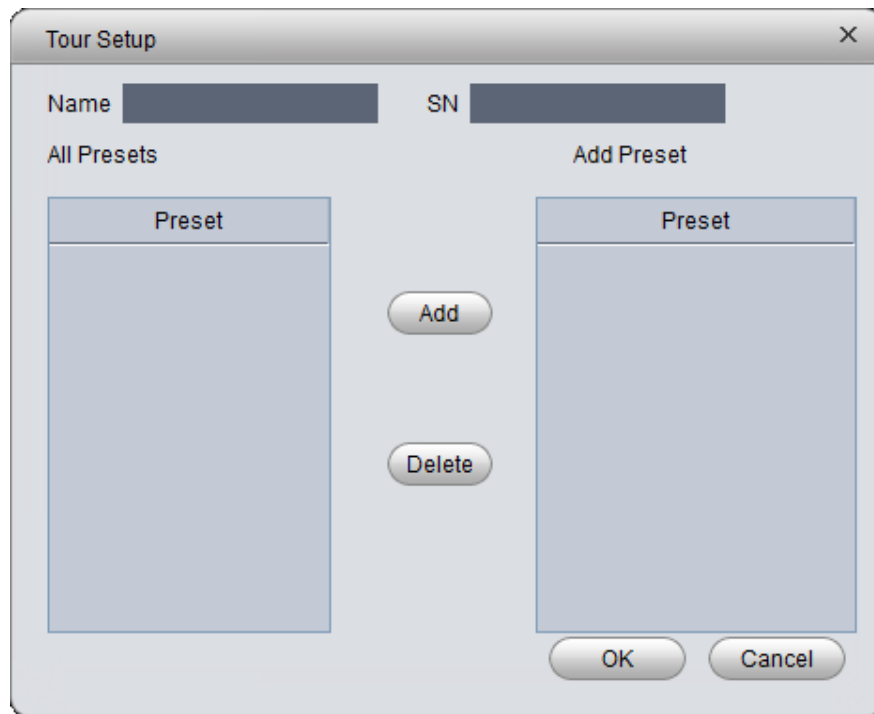 Tour Setup
Name SN
All Presets Add Preset
Preset Preset
Add
Delete
OK Cancel